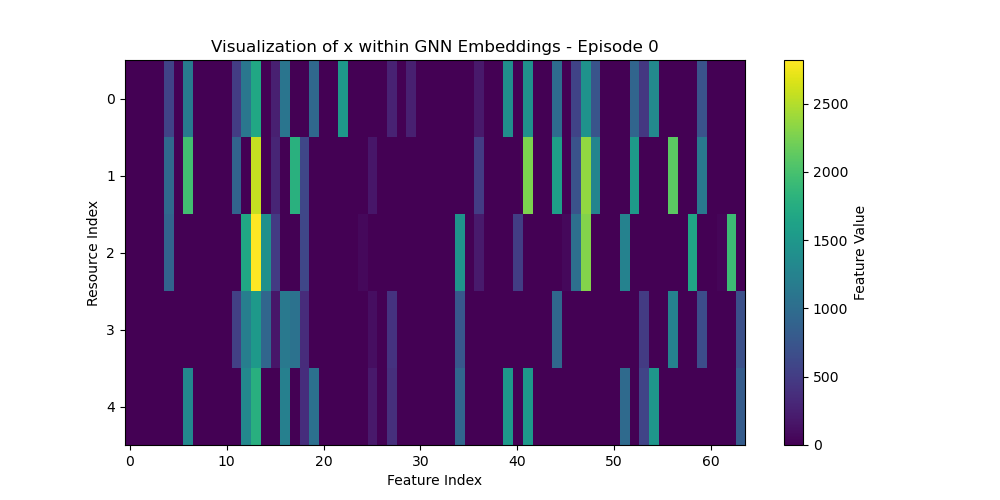 Visualization of x within GNN Embeddings - Episode 0
Resource Index
0
1
2
3
4
0 10 20 30 40 50 60
Feature Index
2500
2000
1500
1000
500
0
Feature Value